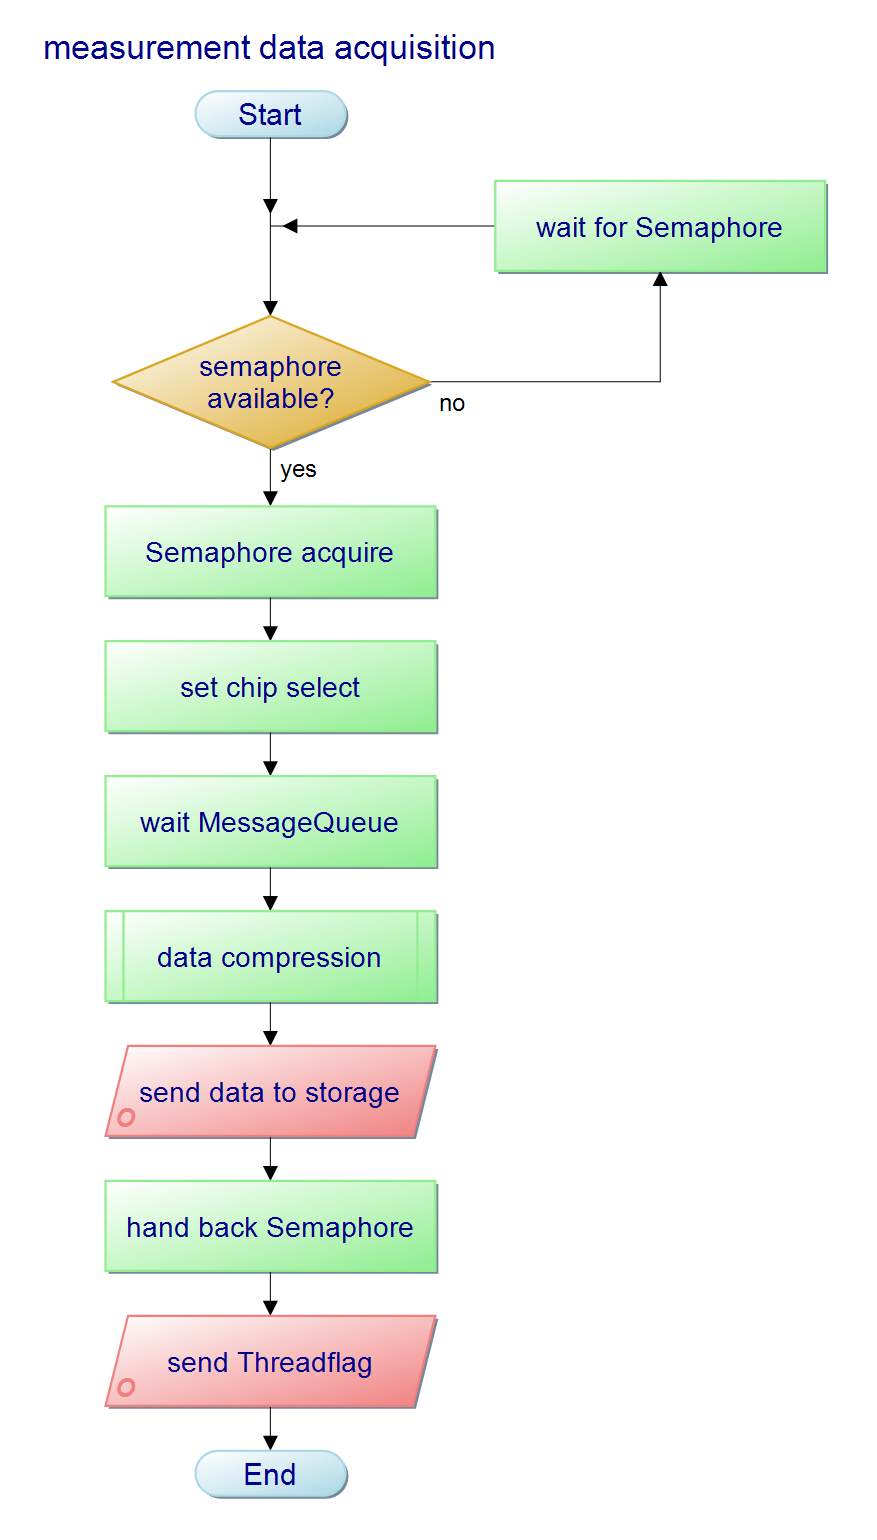 measurement data acquisition
Start
wait for Semaphore
semaphore
available?
no
yes
Semaphore acquire
set chip select
wait MessageQueue
data compression
send data to storage
O
hand back Semaphore
send Threadflag
O
End